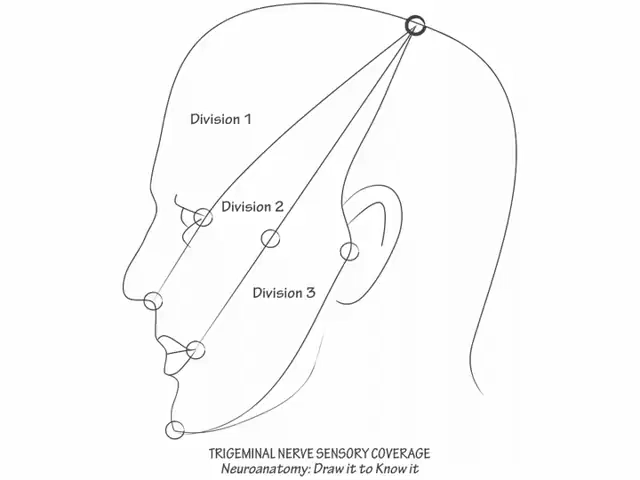 Division 1
Division 2
Division 3
TRIGEMINAL NERVE SENSORY COVERAGE
Neuroanatomy: Draw it to Know it